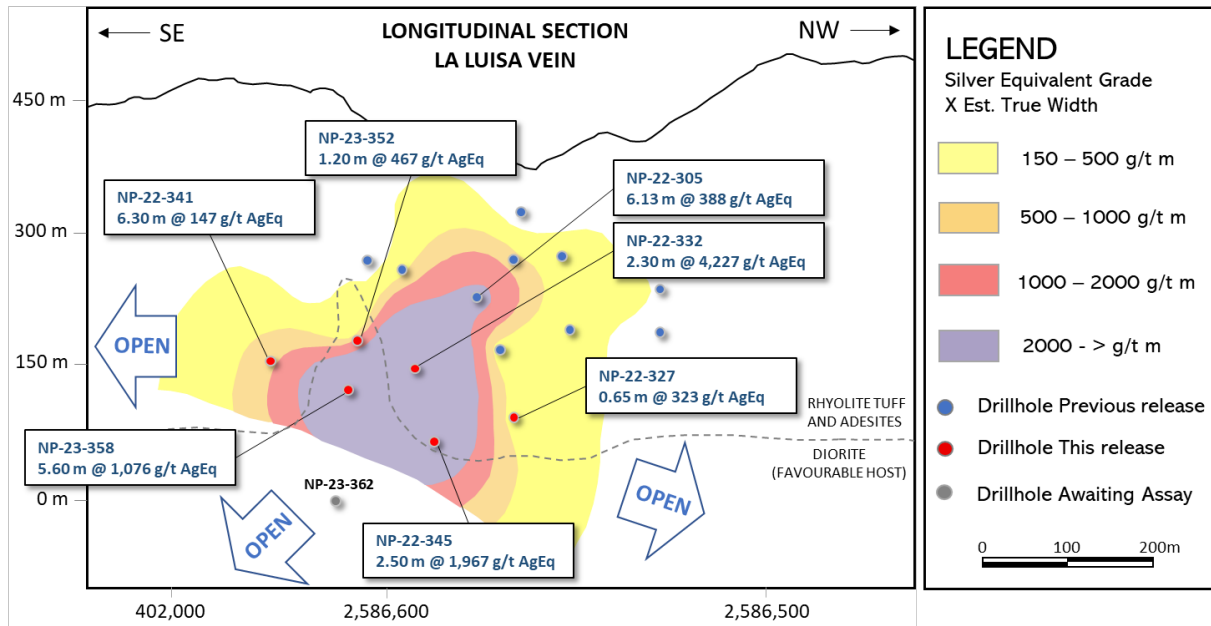 SE
LONGITUDINAL SECTION
LA LUISA VEIN
NW
450 m
300 m
150 m
0 m
NP-23-352
1.20 m @ 467 g/t AgEq
NP-22-341
6.30 m @ 147 g/t AgEq
NP-22-305
6.13 m @ 388 g/t AgEq
NP-22-332
2.30 m @ 4,227 g/t AgEq
OPEN
NP-22-327
0.65 m @ 323 g/t AgEq
RHYOLITE TUFF
AND ADESITES
DIORITE
(FAVOURABLE HOST)
NP-23-358
5.60 m @ 1,076 g/t AgEq
NP-23-362
OPEN
OPEN
NP-22-345
2.50 m @ 1,967 g/t AgEq
402,000
2,586,600
2,586,500
LEGEND
Silver Equivalent Grade
X Est. True Width
150 – 500 g/t m
500 – 1000 g/t m
1000 – 2000 g/t m
2000 - > g/t m
Drillhole Previous release
Drillhole This release
Drillhole Awaiting Assay
0 100 200m